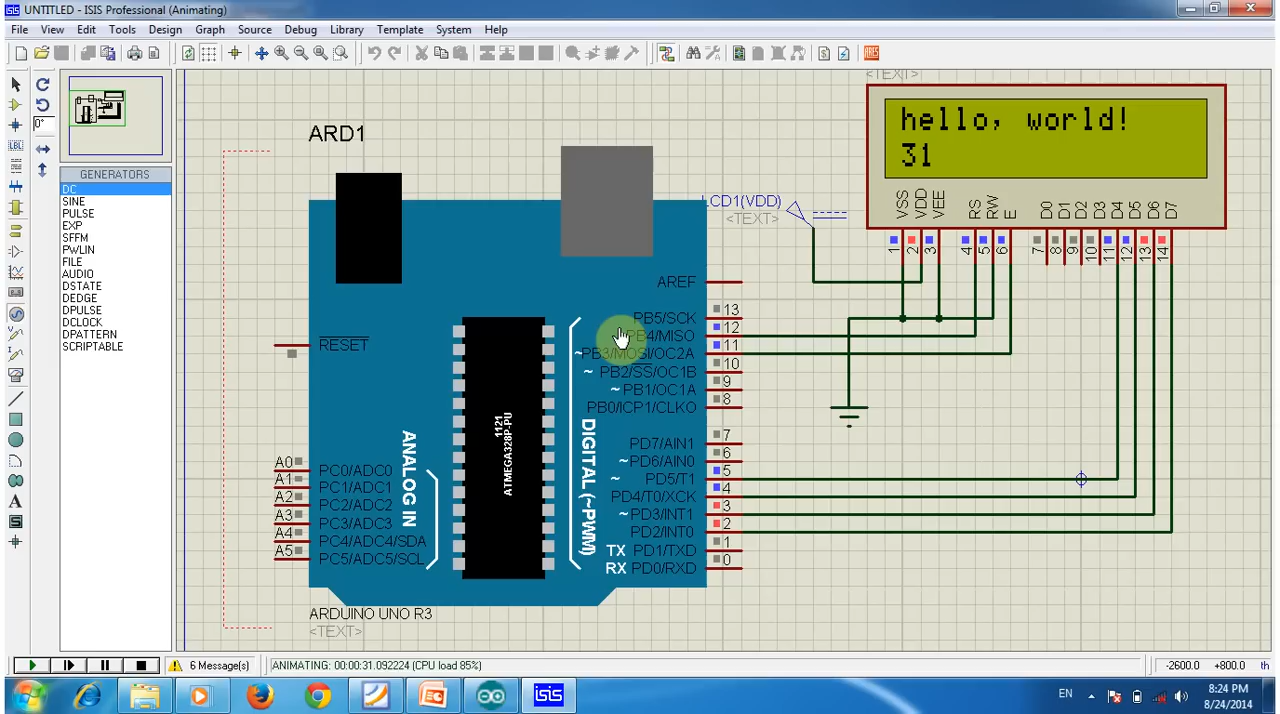 UNTITLED - ISIS Professional (Animating)
File View Edit Tools Design Graph Source Debug Library Template System Help
0°
GENERATORS
DC
SINE
PULSE
EXP
SFFM
PWLIN
FILE
AUDIO
DSTATE
DEDGE
DPULSE
DCLOCK
DPATTERN
SCRIPTABLE
ARD1
<TEXT>
hello, world!
31
LCD1(VDD)
<TEXT>
VSS VDD VEE RS RW E D0 D1 D2 D3 D4 D5 D6 D7
1 2 3 4 5 6 7 8 9 10 11 12 13 14
AREF
PB5/SCK 13
PB4/MISO 12
~PB3/MOSI/OC2A 11
~ PB2/SS/OC1B 10
~ PB1/OC1A 9
PB0/ICP1/CLKO 8
PD7/AIN1 7
~PD6/AIN0 6
~ PD5/T1 5
PD4/T0/XCK 4
~PD3/INT1 3
PD2/INT0 2
TX PD1/TXD 1
RX PD0/RXD 0
RESET
1121
ATMEGA328P-PU
DIGITAL (~PWM)
ANALOG IN
A0 PC0/ADC0
A1 PC1/ADC1
A2 PC2/ADC2
A3 PC3/ADC3
A4 PC4/ADC4/SDA
A5 PC5/ADC5/SCL
ARDUINO UNO R3
<TEXT>
6 Message(s) ANIMATING: 00:00:31.092224 (CPU load 85%) -2600.0 +800.0 th
EN 8:24 PM
8/24/2014